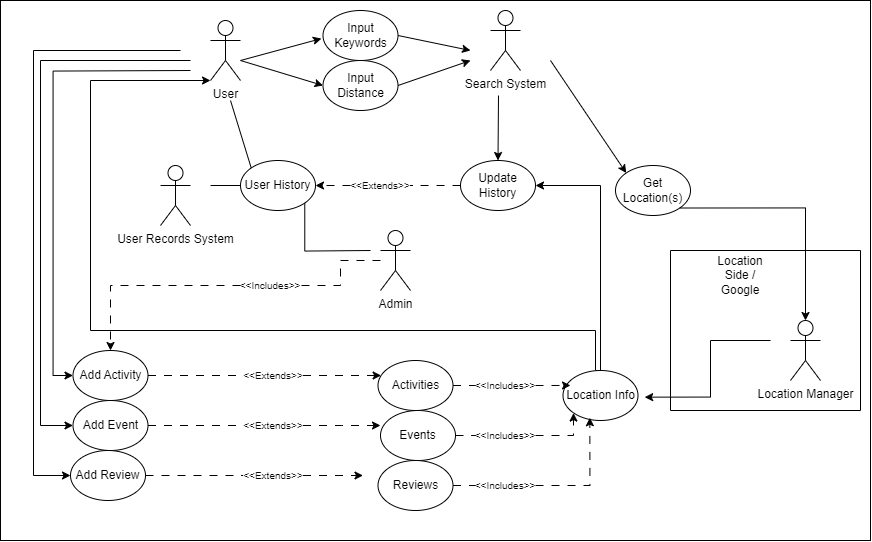 Input
Keywords
Input
Distance
User
Search System
User History
<<Extends>>
Update
History
Get
Location(s)
User Records System
Admin
<<Includes>>
Location
Side /
Google
Location Manager
Add Activity
<<Extends>>
Activities
<<Includes>>
Location Info
Add Event
<<Extends>>
Events
<<Includes>>
Add Review
<<Extends>>
Reviews
<<Includes>>